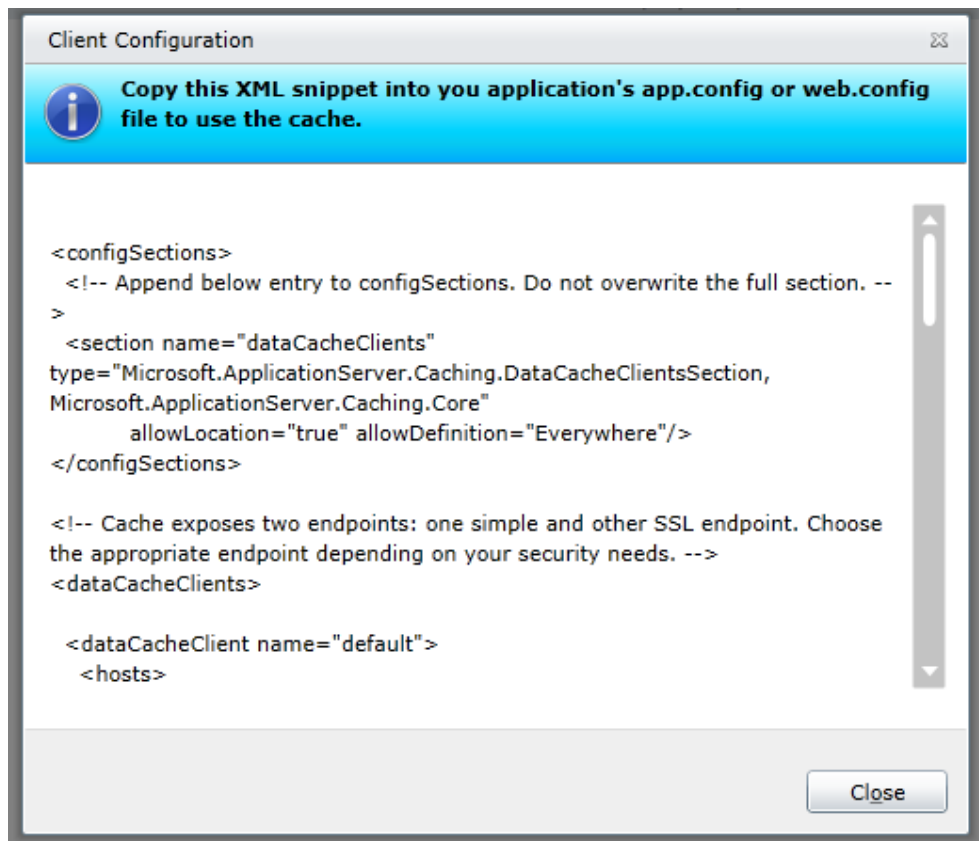 Client Configuration
Copy this XML snippet into you application's app.config or web.config
file to use the cache.
<configSections>
  <!-- Append below entry to configSections. Do not overwrite the full section. --
>
  <section name="dataCacheClients"
type="Microsoft.ApplicationServer.Caching.DataCacheClientsSection,
Microsoft.ApplicationServer.Caching.Core"
         allowLocation="true" allowDefinition="Everywhere"/>
</configSections>
<!-- Cache exposes two endpoints: one simple and other SSL endpoint. Choose
the appropriate endpoint depending on your security needs. -->
<dataCacheClients>
  <dataCacheClient name="default">
    <hosts>
Close